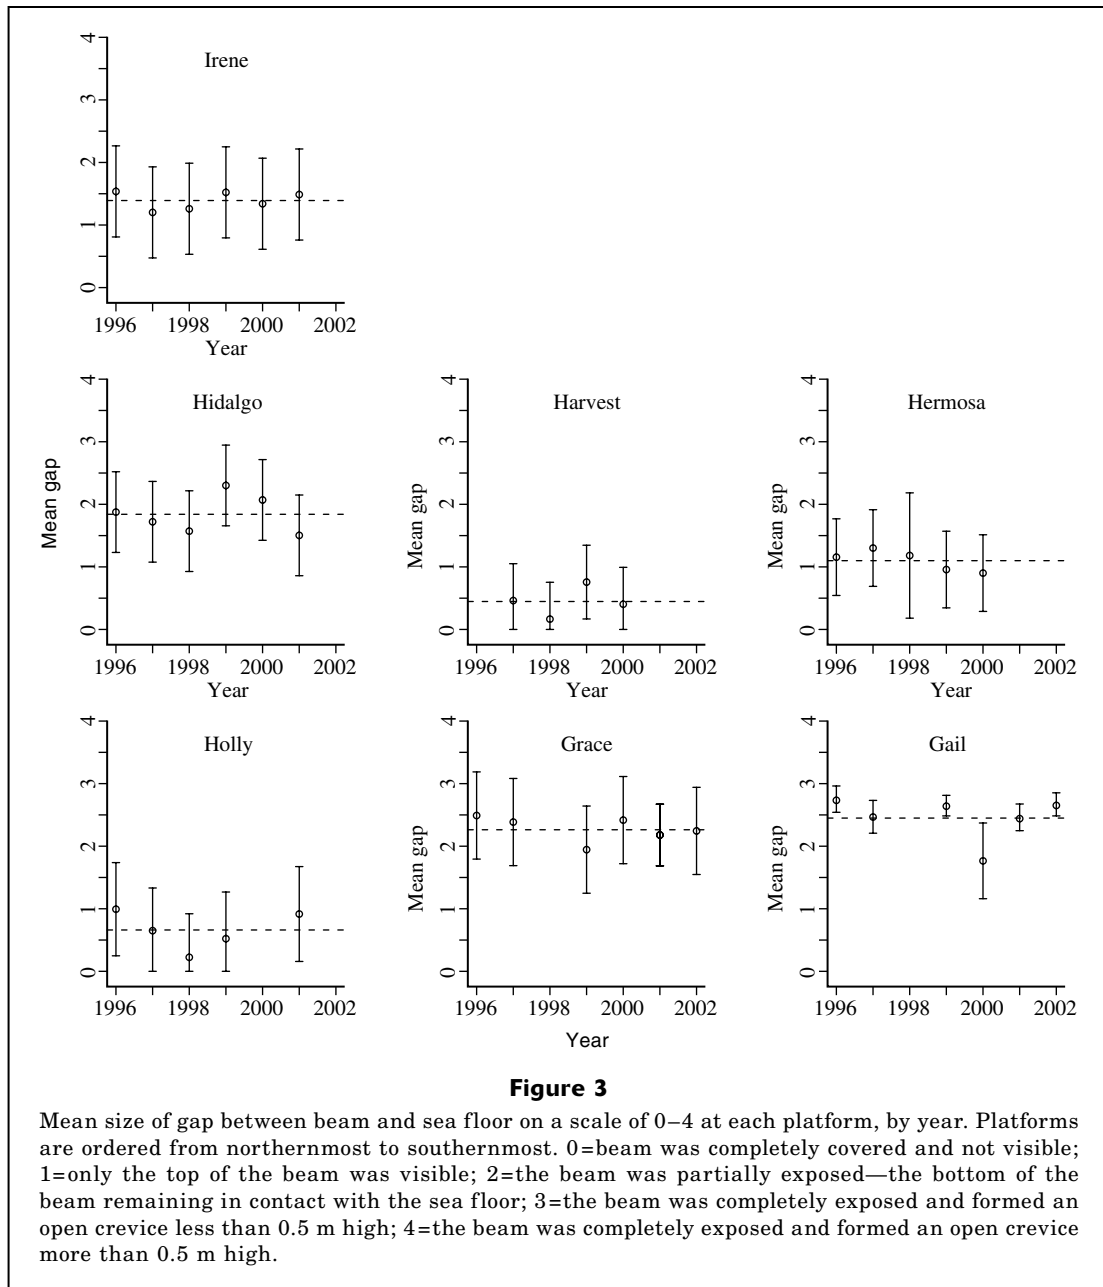 Irene
4
3
2
1
0
1996 1998 2000 2002
Year
Hidalgo
Mean gap
4
3
2
1
0
1996 1998 2000 2002
Year
Harvest
Mean gap
4
3
2
1
0
1996 1998 2000 2002
Year
Hermosa
Mean gap
4
3
2
1
0
1996 1998 2000 2002
Year
Holly
4
3
2
1
0
1996 1998 2000 2002
Grace
Mean gap
4
3
2
1
0
1996 1998 2000 2002
Year
Gail
Mean gap
4
3
2
1
0
1996 1998 2000 2002
Figure 3
Mean size of gap between beam and sea floor on a scale of 0–4 at each platform, by year. Platforms
are ordered from northernmost to southernmost. 0=beam was completely covered and not visible;
1=only the top of the beam was visible; 2=the beam was partially exposed—the bottom of the
beam remaining in contact with the sea floor; 3=the beam was completely exposed and formed an
open crevice less than 0.5 m high; 4=the beam was completely exposed and formed an open crevice
more than 0.5 m high.